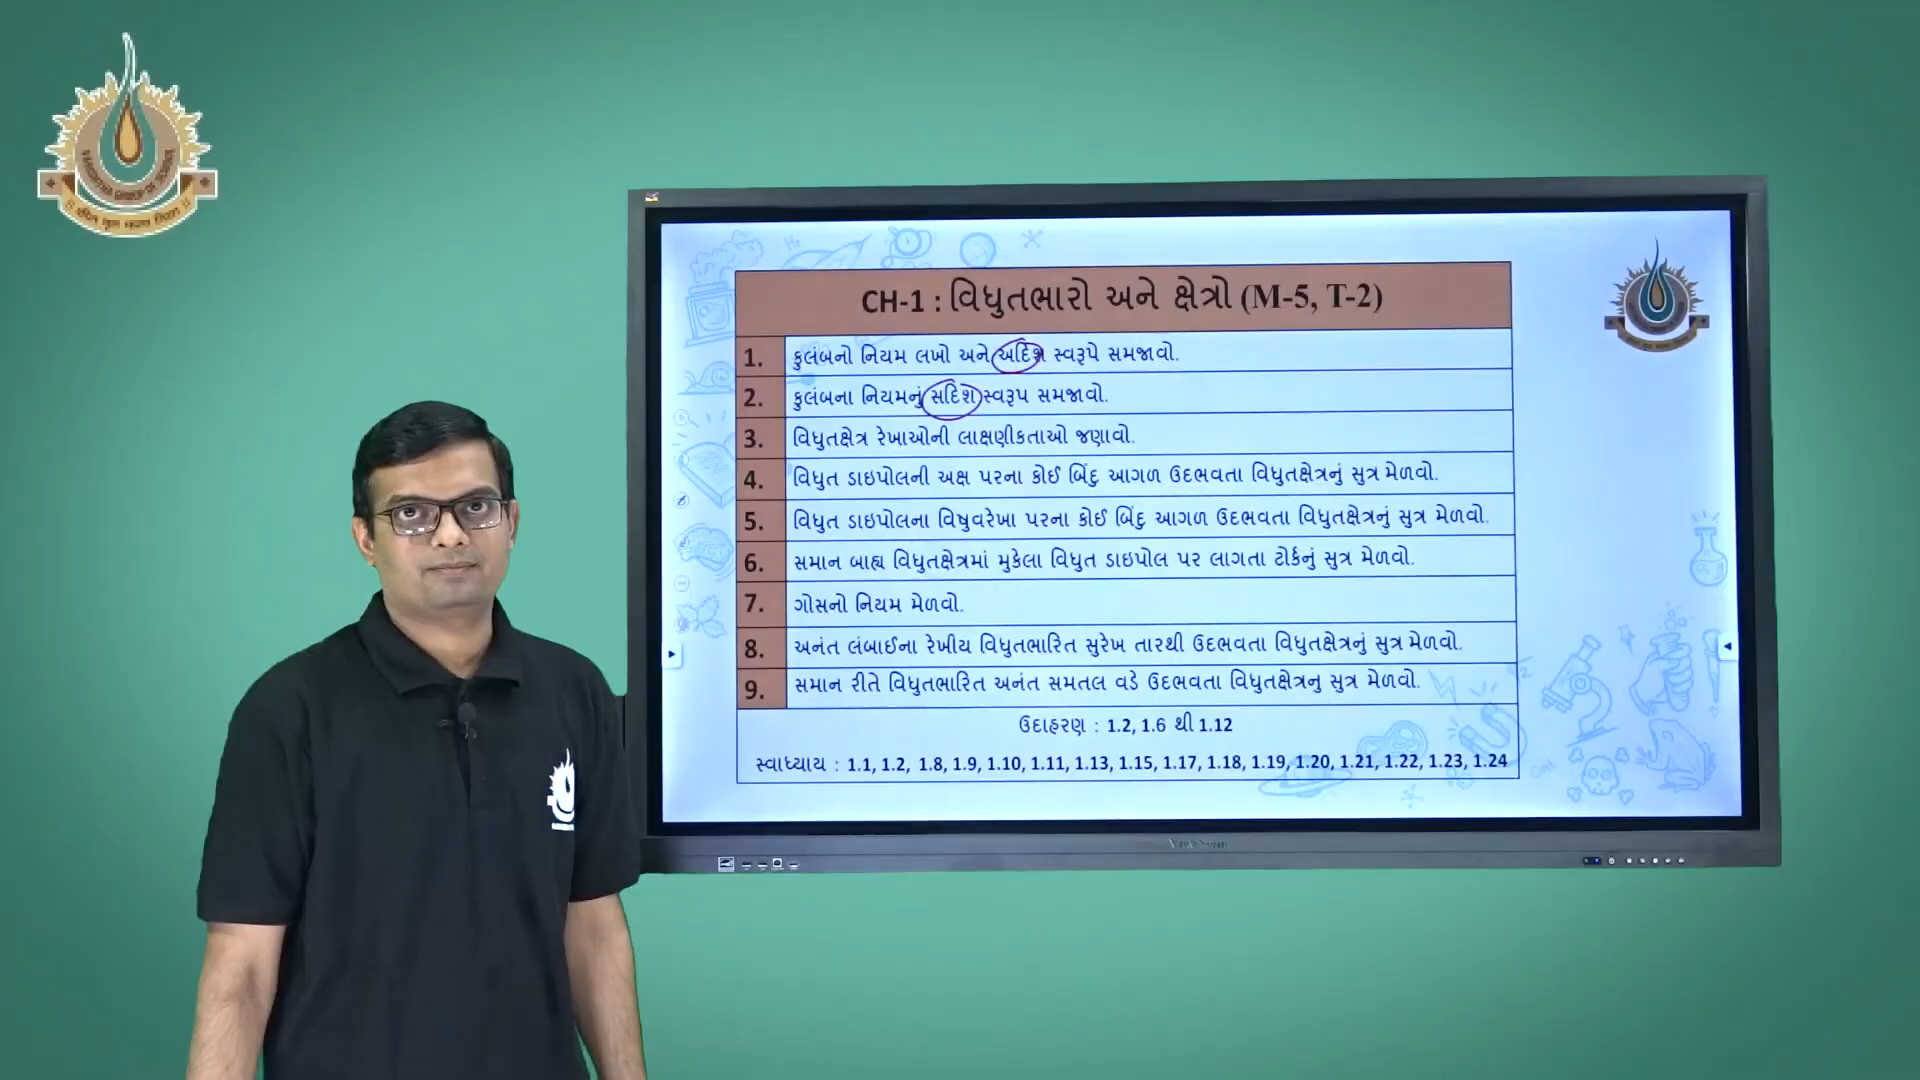 CH-1 : વિધુતભારો અને ક્ષેત્રો (M-5, T-2)
1. કુલંબનો નિયમ લખો અને અદિશ સ્વરૂપે સમજાવો.
2. કુલંબના નિયમનું સદિશ સ્વરૂપ સમજાવો.
3. વિધુતક્ષેત્ર રેખાઓની લાક્ષણીકતાઓ જણાવો.
4. વિધુત ડાઇપોલની અક્ષ પરના કોઈ બિંદુ આગળ ઉદભવતા વિધુતક્ષેત્રનું સુત્ર મેળવો.
5. વિધુત ડાઇપોલના વિષુવરેખા પરના કોઈ બિંદુ આગળ ઉદભવતા વિધુતક્ષેત્રનું સુત્ર મેળવો.
6. સમાન બાહ્ય વિધુતક્ષેત્રમાં મુકેલા વિધુત ડાઇપોલ પર લાગતા ટોર્કનું સુત્ર મેળવો.
7. ગોસનો નિયમ મેળવો.
8. અનંત લંબાઈના રેખીય વિધુતભારિત સુરેખ તારથી ઉદભવતા વિધુતક્ષેત્રનું સુત્ર મેળવો.
9. સમાન રીતે વિધુતભારિત અનંત સમતલ વડે ઉદભવતા વિધુતક્ષેત્રનુ સુત્ર મેળવો.
ઉદાહરણ : 1.2, 1.6 થી 1.12
સ્વાધ્યાય : 1.1, 1.2, 1.8, 1.9, 1.10, 1.11, 1.13, 1.15, 1.17, 1.18, 1.19, 1.20, 1.21, 1.22, 1.23, 1.24